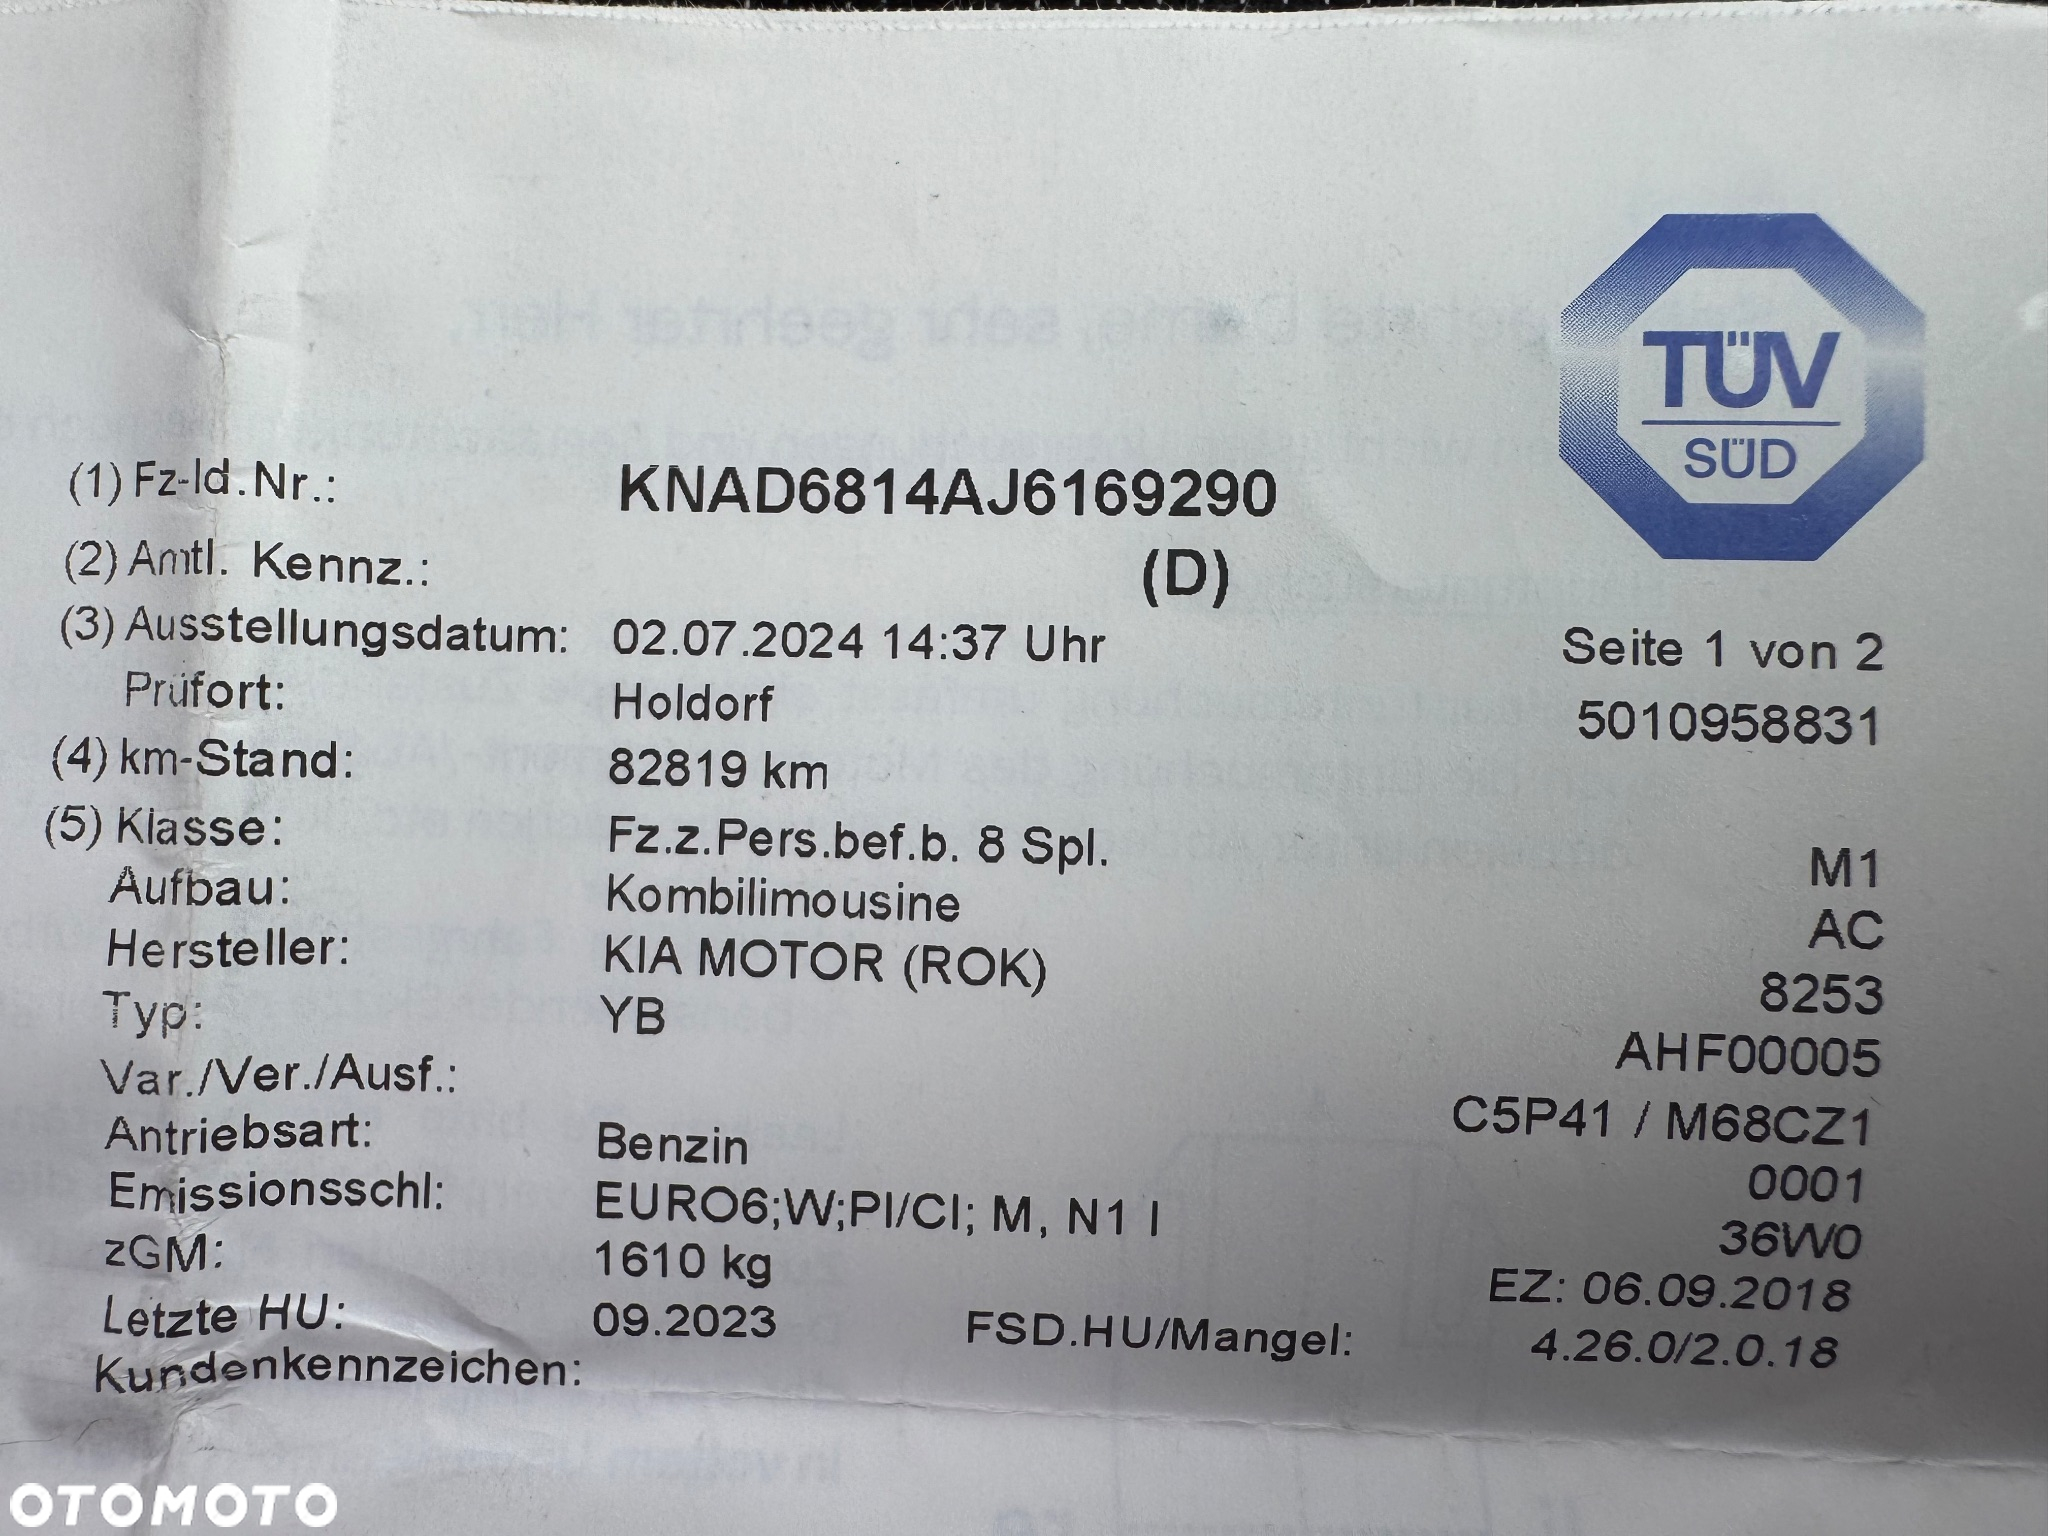 TÜV
SÜD
(1) Fz-Id.Nr.: KNAD6814AJ6169290
(2) Amtl. Kennz.: (D)
(3) Ausstellungsdatum: 02.07.2024 14:37 Uhr Seite 1 von 2
Prüfort: Holdorf 5010958831
(4) km-Stand: 82819 km
(5) Klasse: Fz.z.Pers.bef.b. 8 Spl. M1
Aufbau: Kombilimousine AC
Hersteller: KIA MOTOR (ROK) 8253
Typ: YB AHF00005
Var./Ver./Ausf.: C5P41 / M68CZ1
Antriebsart: Benzin 0001
Emissionsschl: EURO6;W;PI/CI; M, N1 I 36W0
zGM: 1610 kg EZ: 06.09.2018
Letzte HU: 09.2023 FSD.HU/Mangel: 4.26.0/2.0.18
Kundenkennzeichen:
OTOMOTO